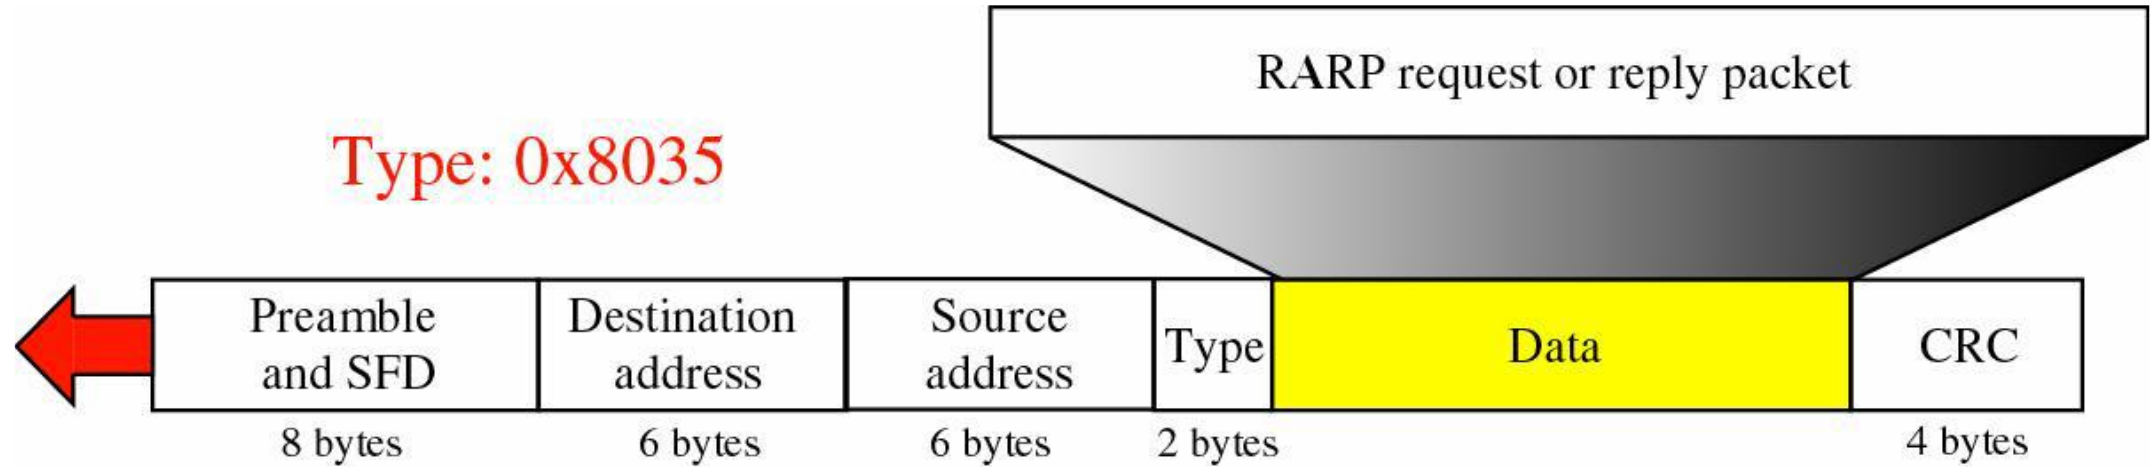 RARP request or reply packet
Type: 0x8035
Preamble
and SFD
Destination
address
Source
address
Type
Data
CRC
8 bytes
6 bytes
6 bytes
2 bytes
4 bytes